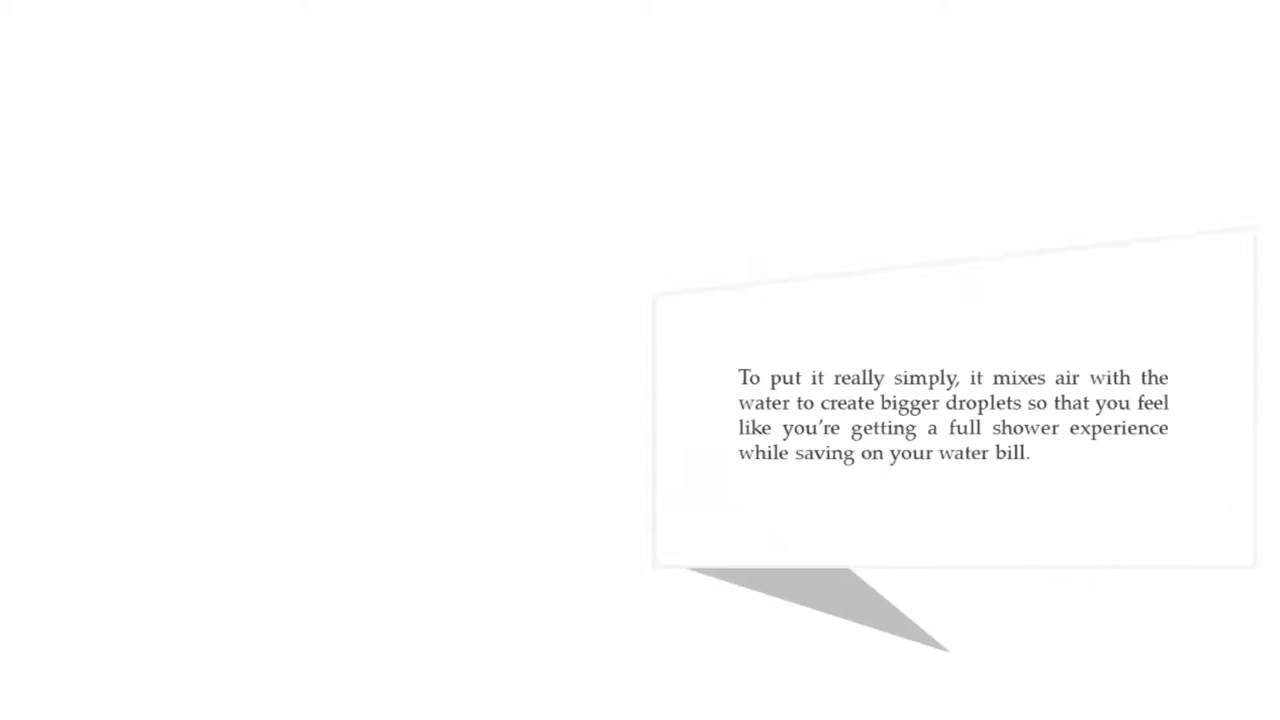 To put it really simply, it mixes air with the
water to create bigger droplets so that you feel
like you're getting a full shower experience
while saving on your water bill.